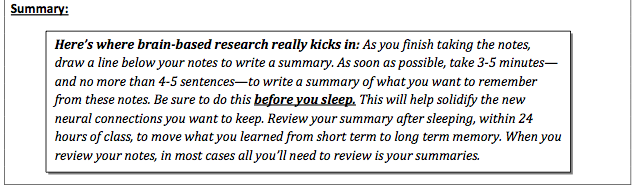 Summary:
Here's where brain-based research really kicks in: As you finish taking the notes,
draw a line below your notes to write a summary. As soon as possible, take 3-5 minutes—
and no more than 4-5 sentences—to write a summary of what you want to remember
from these notes. Be sure to do this before you sleep. This will help solidify the new
neural connections you want to keep. Review your summary after sleeping, within 24
hours of class, to move what you learned from short term to long term memory. When you
review your notes, in most cases all you'll need to review is your summaries.